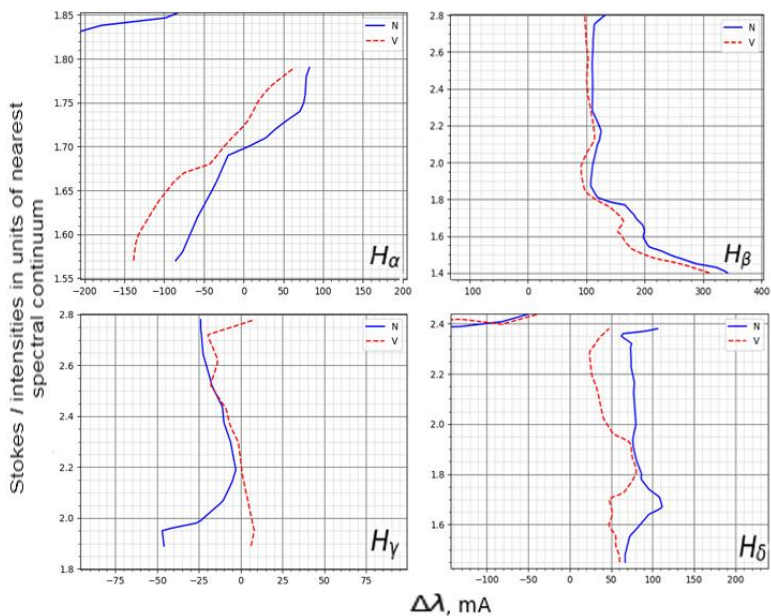 Stokes I intensities in units of nearest
spectral continuum
1.85
1.80
1.75
1.70
1.65
1.60
1.55
−200 −150 −100 −50 0 50 100 150 200
N
V
Hα
2.8
2.6
2.4
2.2
2.0
1.8
1.6
1.4
−100 0 100 200 300 400
N
V
Hβ
2.8
2.6
2.4
2.2
2.0
1.8
−75 −50 −25 0 25 50 75
N
V
Hγ
2.4
2.2
2.0
1.8
1.6
−100 −50 0 50 100 150 200
N
V
Hδ
Δλ, mA